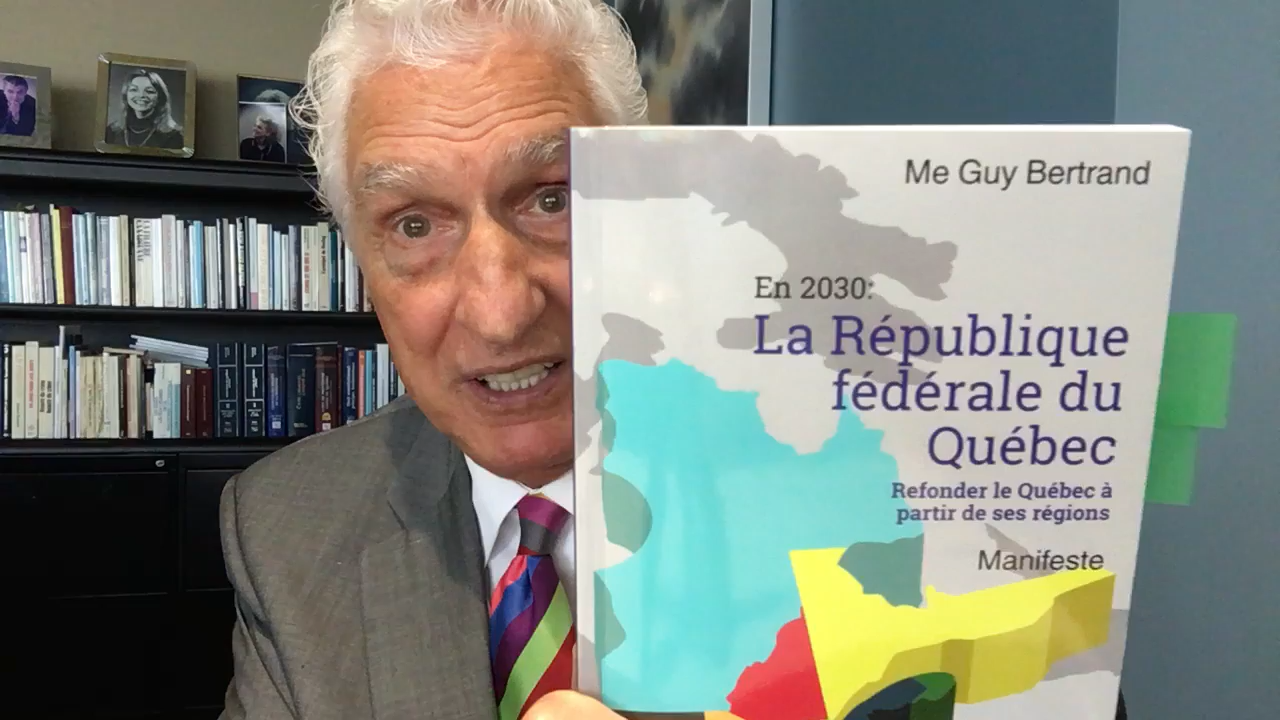 Me Guy Bertrand
En 2030:
La République
fédérale du
Québec
Refonder le Québec à
partir de ses régions
Manifeste